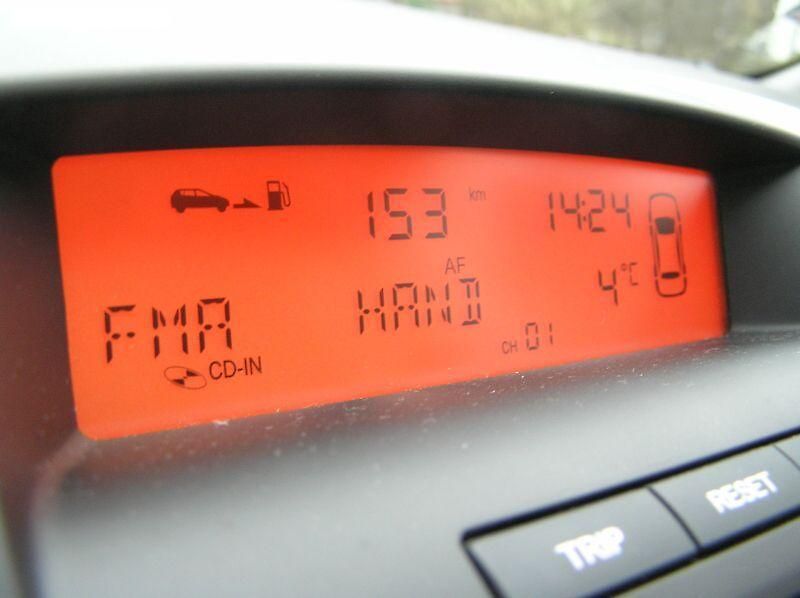 153 km 14:24
AF
FMA HAND 4°C
CD-IN CH 01
TRIP RESET